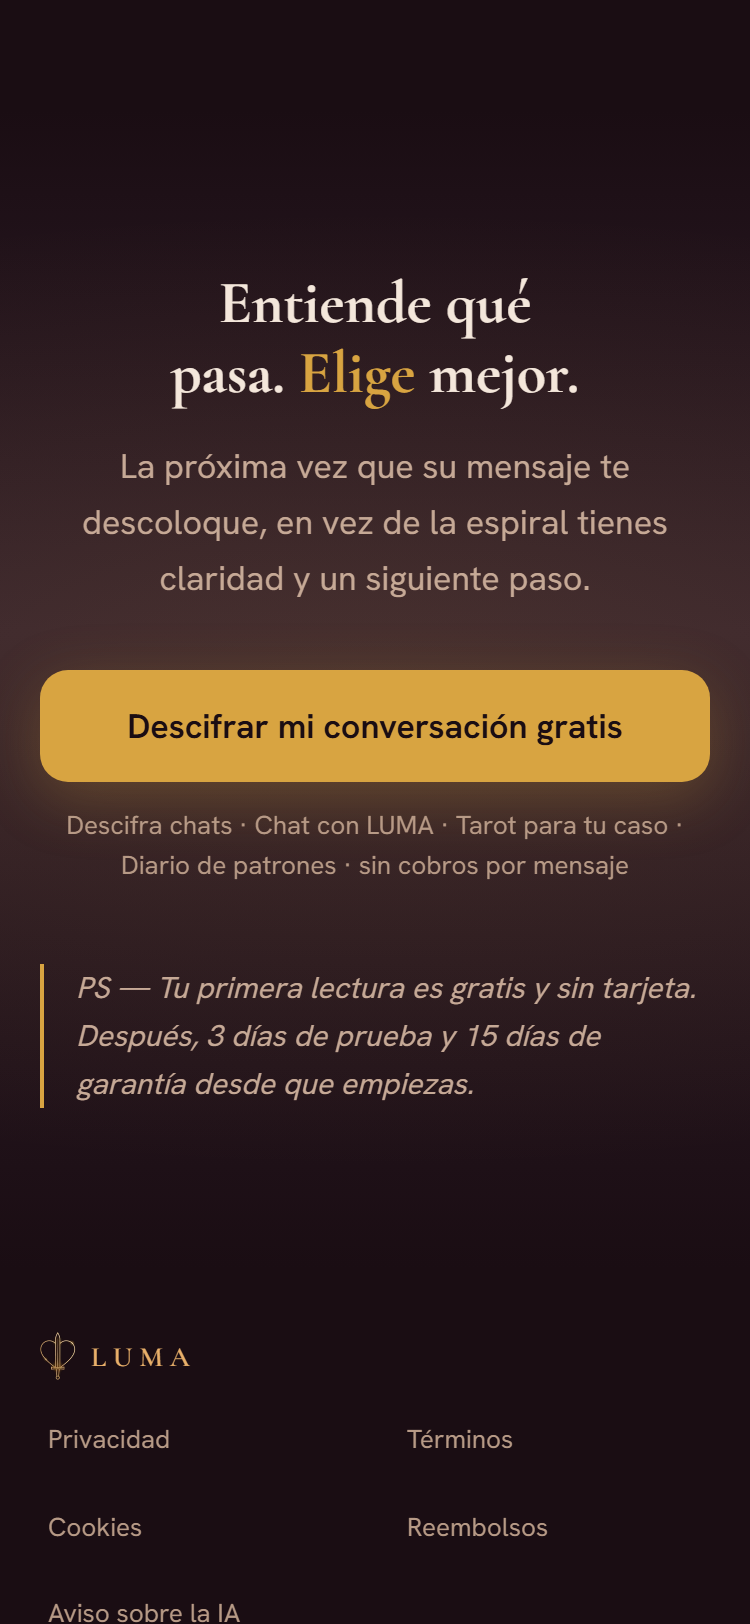 Entiende qué
pasa. Elige mejor.
La próxima vez que su mensaje te
descoloque, en vez de la espiral tienes
claridad y un siguiente paso.
Descifrar mi conversación gratis
Descifra chats · Chat con LUMA · Tarot para tu caso ·
Diario de patrones · sin cobros por mensaje
PS — Tu primera lectura es gratis y sin tarjeta.
Después, 3 días de prueba y 15 días de
garantía desde que empiezas.
LUMA
Privacidad
Términos
Cookies
Reembolsos
Aviso sobre la IA